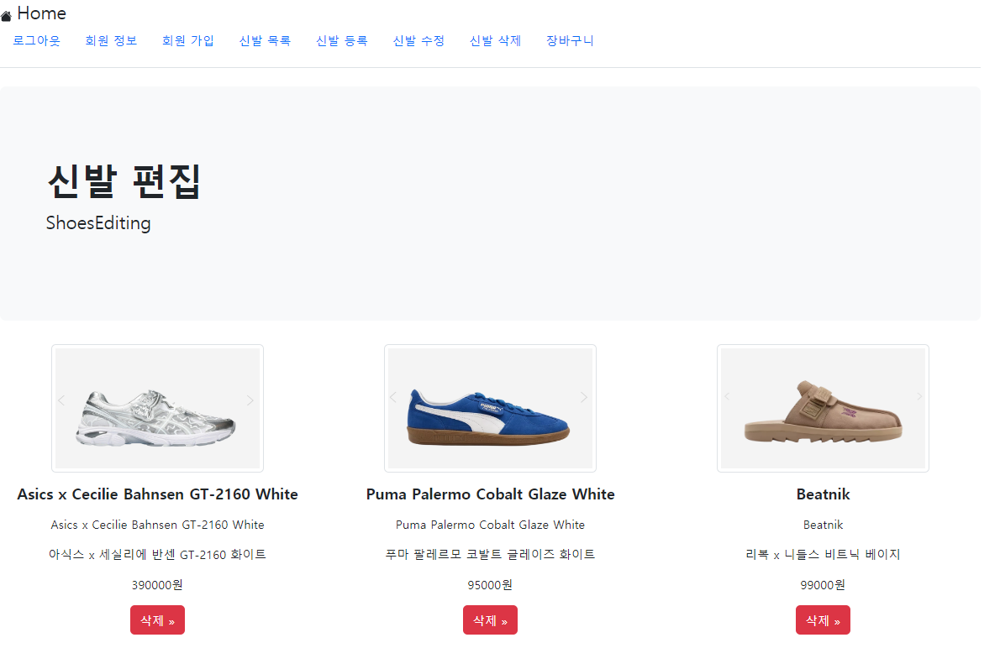 Home
로그아웃 회원 정보 회원 가입 신발 목록 신발 등록 신발 수정 신발 삭제 장바구니
신발 편집
ShoesEditing
Asics x Cecilie Bahnsen GT-2160 White
Asics x Cecilie Bahnsen GT-2160 White
아식스 x 세실리에 반센 GT-2160 화이트
390000원
삭제 »
Puma Palermo Cobalt Glaze White
Puma Palermo Cobalt Glaze White
푸마 팔레르모 코발트 글레이즈 화이트
95000원
삭제 »
Beatnik
Beatnik
리복 x 니들스 비트닉 베이지
99000원
삭제 »